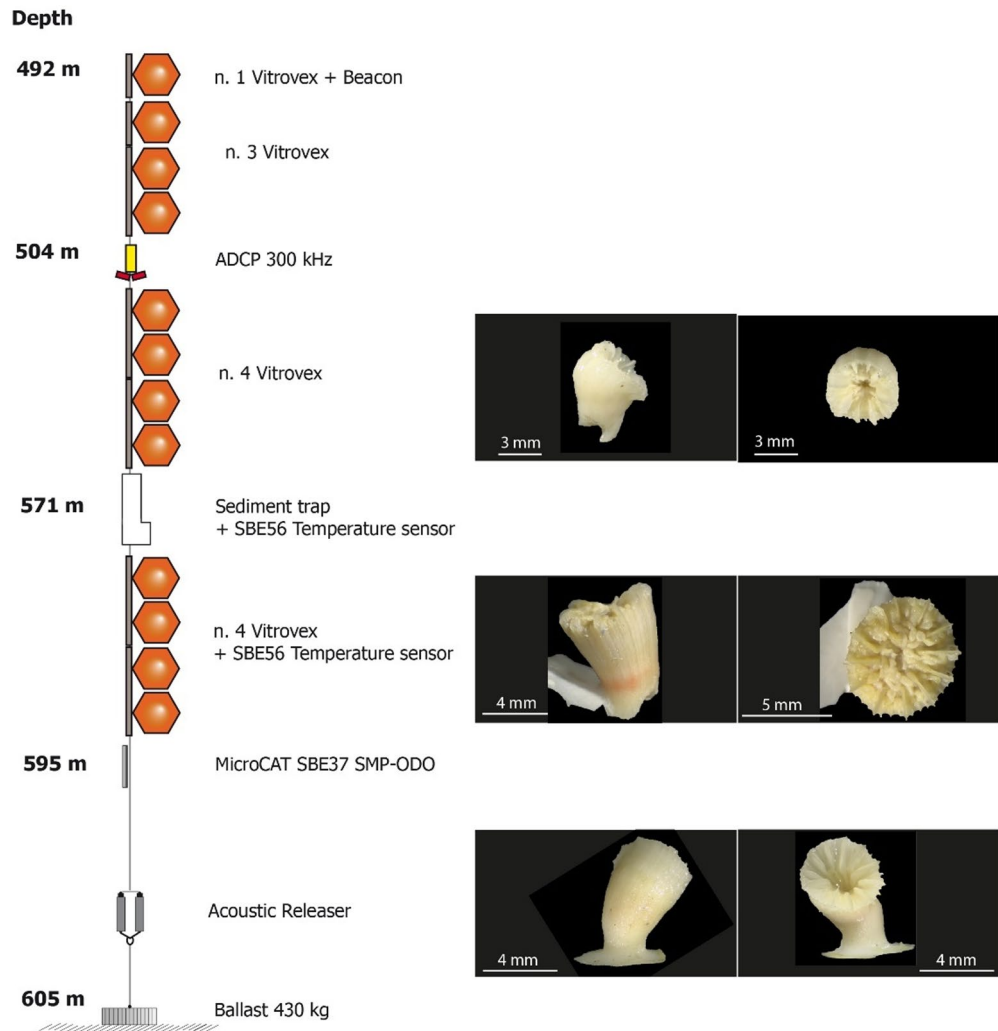 Depth
492 m
n. 1 Vitrovex + Beacon
n. 3 Vitrovex
504 m
ADCP 300 kHz
n. 4 Vitrovex
3 mm
3 mm
571 m
Sediment trap
+ SBE56 Temperature sensor
n. 4 Vitrovex
+ SBE56 Temperature sensor
4 mm
5 mm
595 m
MicroCAT SBE37 SMP-ODO
Acoustic Releaser
4 mm
4 mm
605 m
Ballast 430 kg